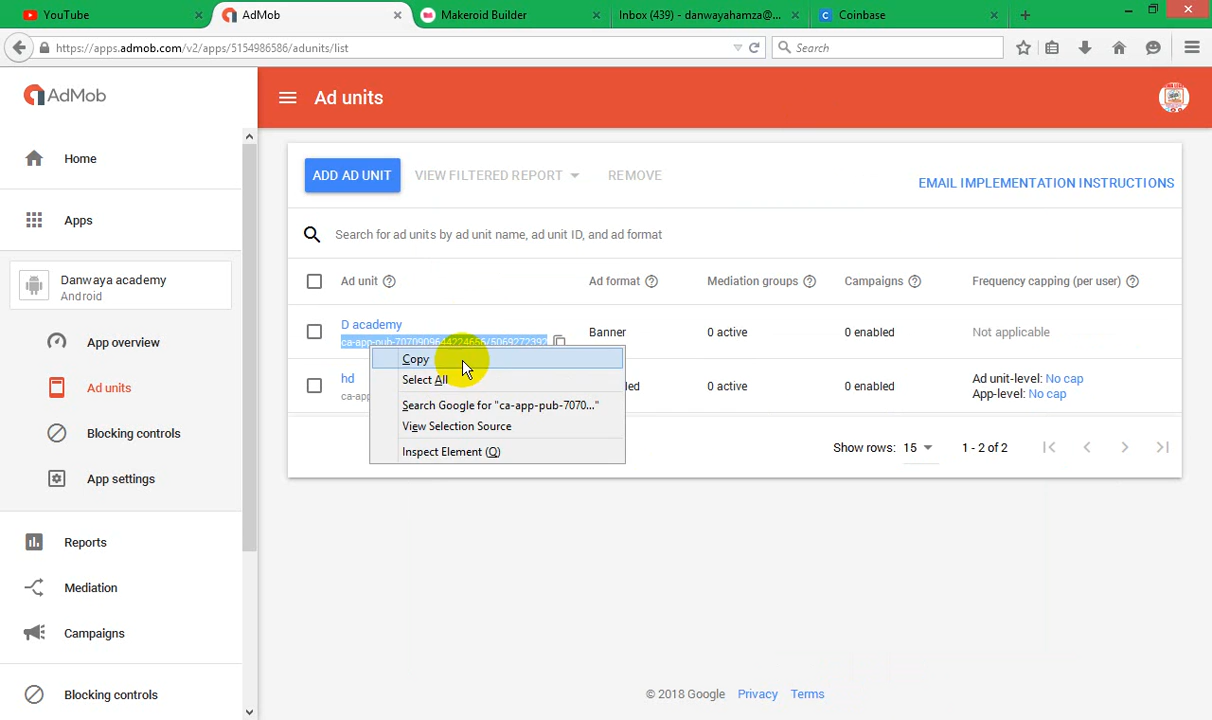 YouTube
AdMob
Makeroid Builder
Inbox (439) - danwayahamza@...
Coinbase
https://apps.admob.com/v2/apps/5154986586/adunits/list
Search
AdMob
Ad units
Home
Apps
Danwaya academy
Android
App overview
Ad units
Blocking controls
App settings
Reports
Mediation
Campaigns
Blocking controls
ADD AD UNIT
VIEW FILTERED REPORT
REMOVE
EMAIL IMPLEMENTATION INSTRUCTIONS
Search for ad units by ad unit name, ad unit ID, and ad format
Ad unit
Ad format
Mediation groups
Campaigns
Frequency capping (per user)
D academy
Banner
0 active
0 enabled
Not applicable
hd
ca-app-
0 active
0 enabled
Ad unit-level: No cap
App-level: No cap
Copy
Select All
Search Google for "ca-app-pub-7070..."
View Selection Source
Inspect Element (Q)
Show rows: 15
1 - 2 of 2
© 2018 Google
Privacy
Terms